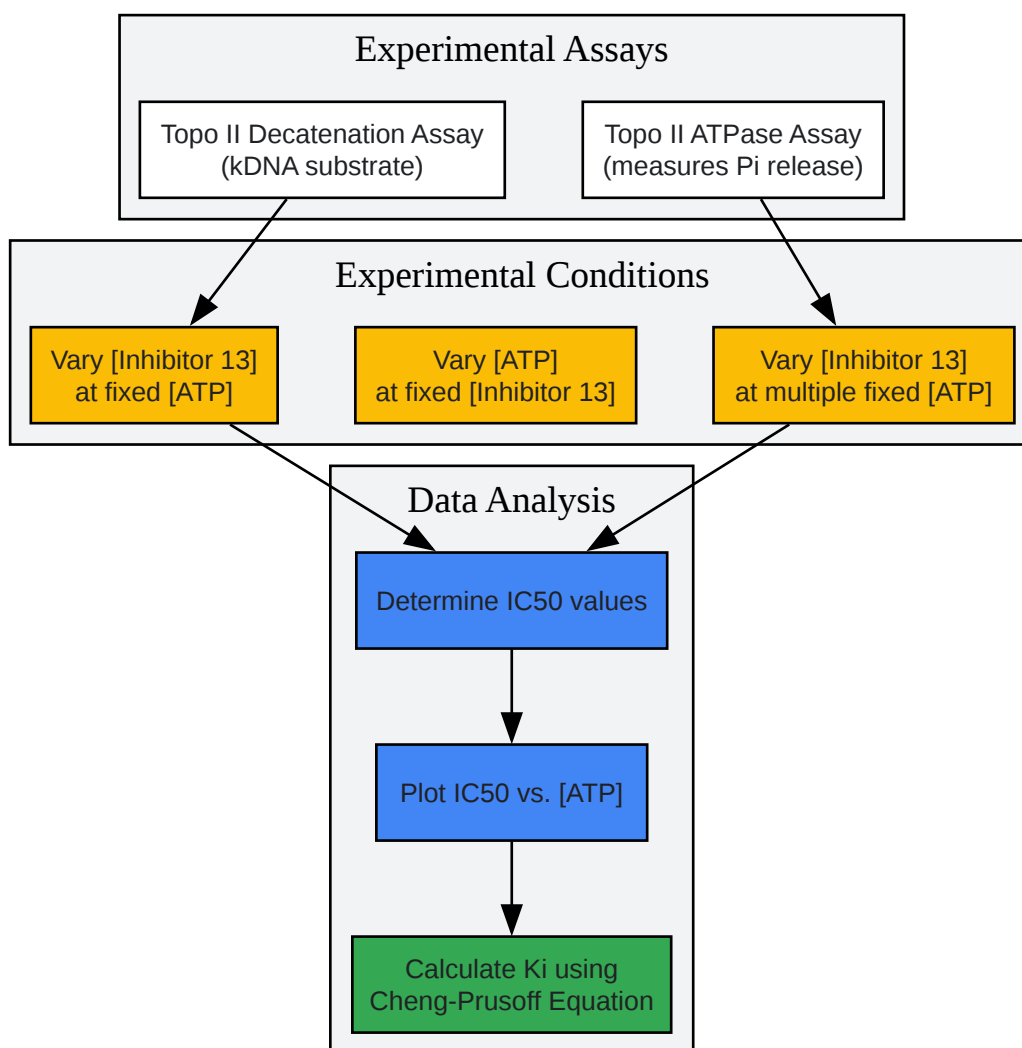 Experimental Assays
Topo II Decatenation Assay
(kDNA substrate)
Topo II ATPase Assay
(measures Pi release)
Experimental Conditions
Vary [Inhibitor 13]
at fixed [ATP]
Vary [ATP]
at fixed [Inhibitor 13]
Vary [Inhibitor 13]
at multiple fixed [ATP]
Data Analysis
Determine IC50 values
Plot IC50 vs. [ATP]
Calculate Ki using
Cheng-Prusoff Equation